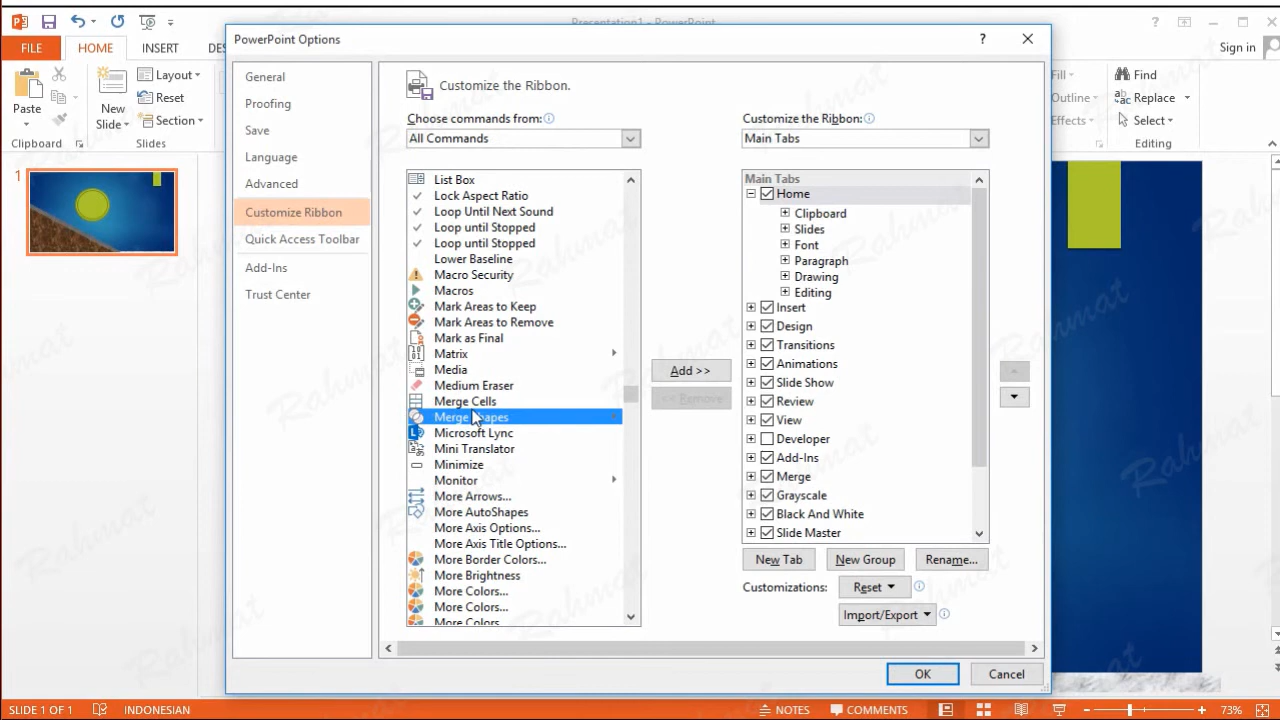 Presentation1 - PowerPoint
FILE
HOME
INSERT
Sign in
Paste
New
Slide
Layout
Reset
Section
Clipboard
Slides
Fill
Outline
Effects
Find
Replace
Select
Editing
1
PowerPoint Options
General
Proofing
Save
Language
Advanced
Customize Ribbon
Quick Access Toolbar
Add-Ins
Trust Center
Customize the Ribbon.
Choose commands from:
All Commands
List Box
Lock Aspect Ratio
Loop Until Next Sound
Loop until Stopped
Loop until Stopped
Lower Baseline
Macro Security
Macros
Mark Areas to Keep
Mark Areas to Remove
Mark as Final
Matrix
Media
Medium Eraser
Merge Cells
Merge Shapes
Microsoft Lync
Mini Translator
Minimize
Monitor
More Arrows...
More AutoShapes
More Axis Options...
More Axis Title Options...
More Border Colors...
More Brightness
More Colors...
More Colors...
More Colors
Add >>
<< Remove
Customize the Ribbon:
Main Tabs
Main Tabs
Home
Clipboard
Slides
Font
Paragraph
Drawing
Editing
Insert
Design
Transitions
Animations
Slide Show
Review
View
Developer
Add-Ins
Merge
Grayscale
Black And White
Slide Master
New Tab
New Group
Rename...
Customizations:
Reset
Import/Export
OK
Cancel
SLIDE 1 OF 1
INDONESIAN
NOTES
COMMENTS
73%
Rahmat